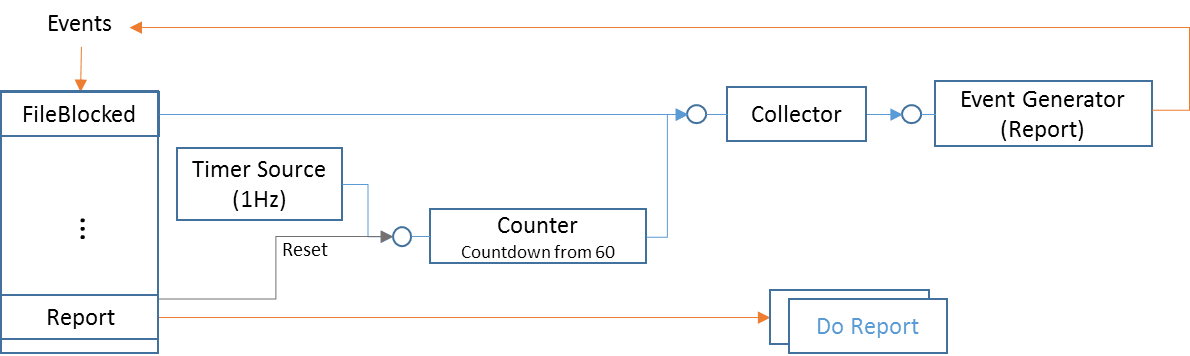 Events
FileBlocked
Collector
Event Generator
(Report)
Timer Source
(1Hz)
⋮
Counter
Countdown from 60
Reset
Report
Do Report